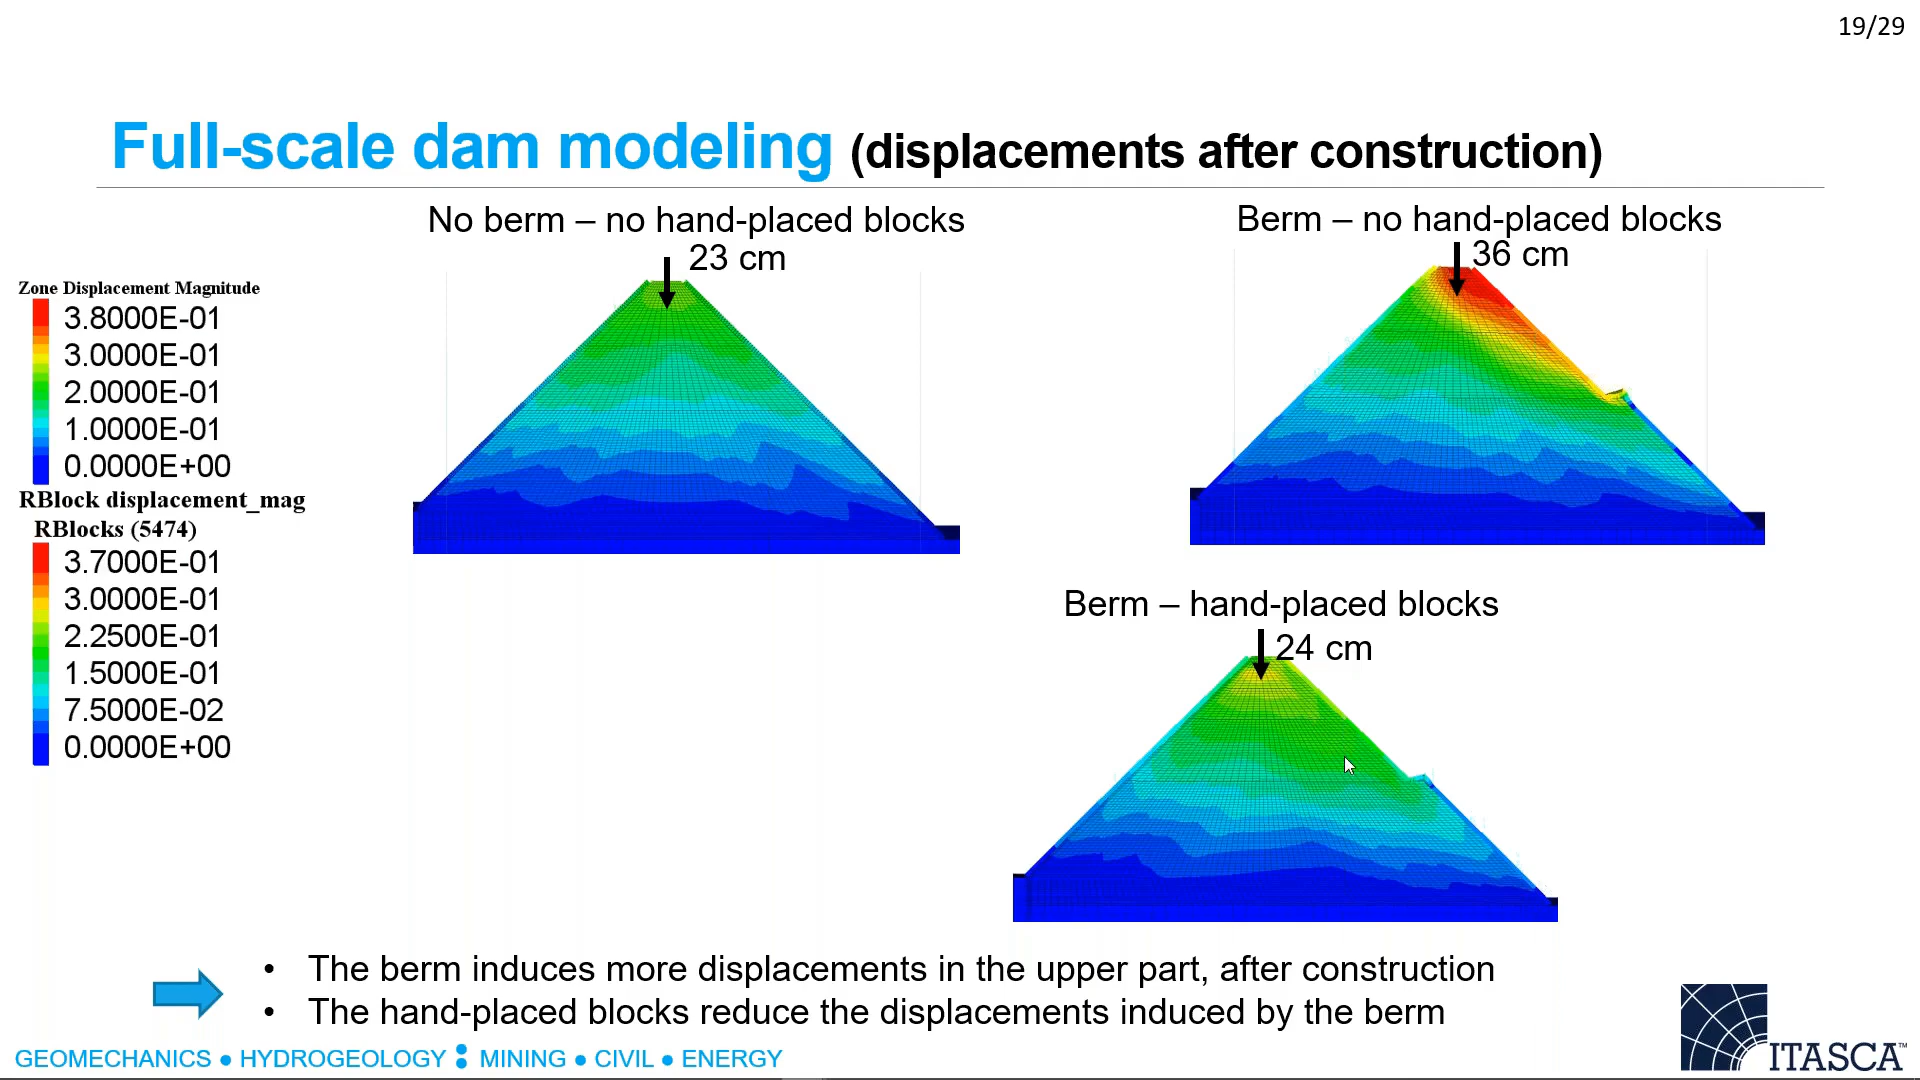 19/29
Full-scale dam modeling (displacements after construction)
No berm – no hand-placed blocks
23 cm
Berm – no hand-placed blocks
36 cm
Zone Displacement Magnitude
3.8000E-01
3.0000E-01
2.0000E-01
1.0000E-01
0.0000E+00
RBlock displacement_mag
RBlocks (5474)
3.7000E-01
3.0000E-01
2.2500E-01
1.5000E-01
7.5000E-02
0.0000E+00
Berm – hand-placed blocks
24 cm
• The berm induces more displacements in the upper part, after construction
• The hand-placed blocks reduce the displacements induced by the berm
GEOMECHANICS ● HYDROGEOLOGY : MINING ● CIVIL ● ENERGY
ITASCA™